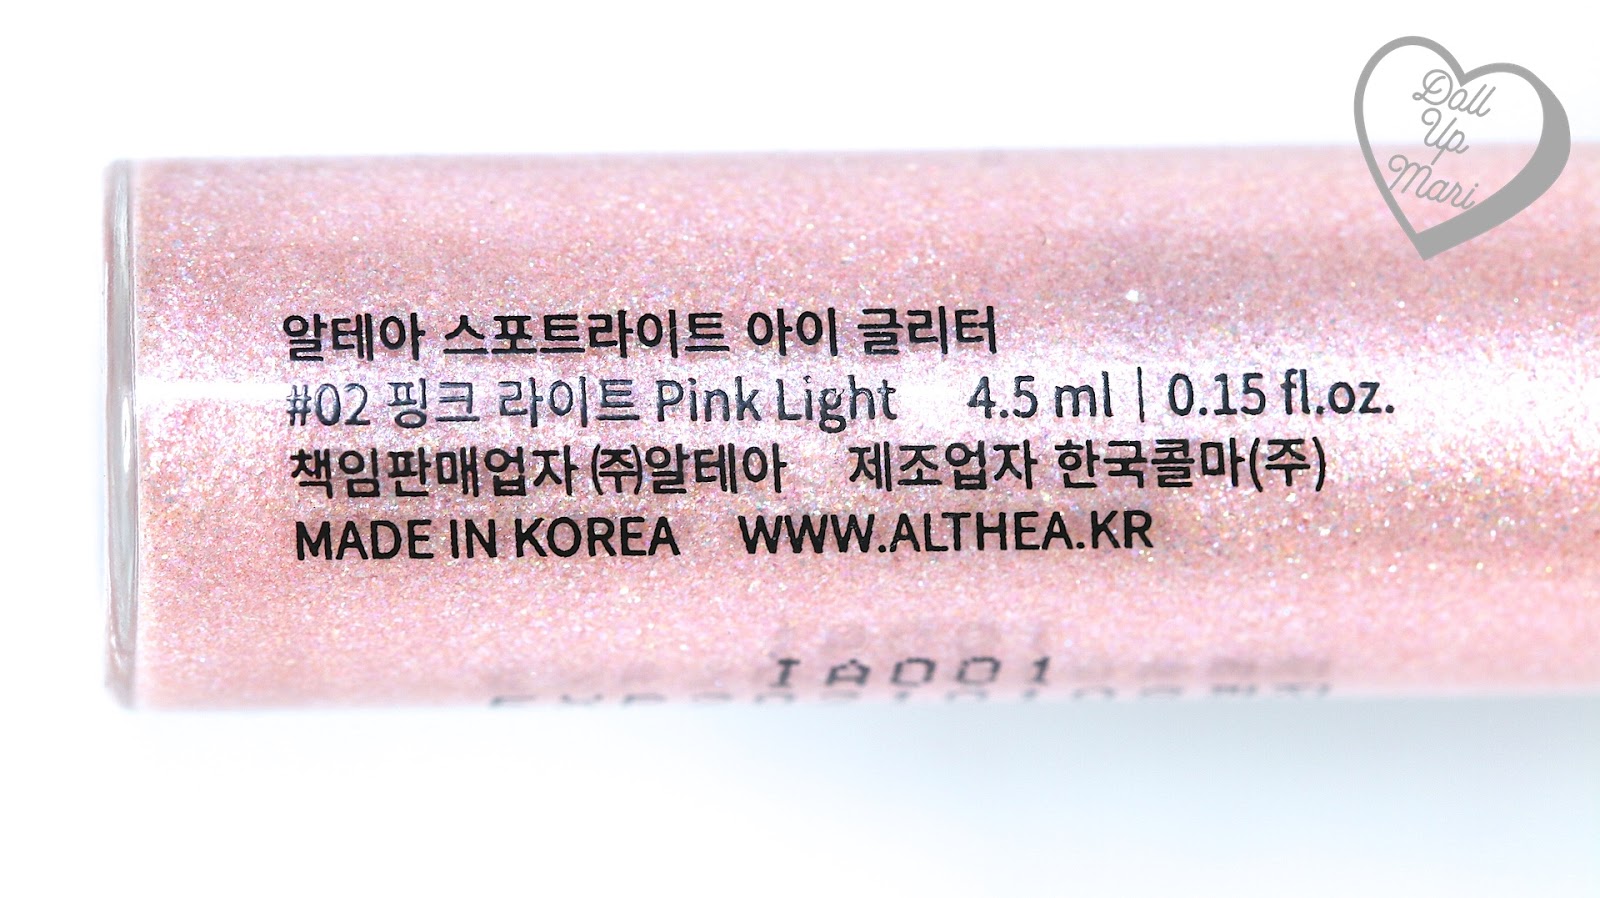 Doll
Up
Mari
알테아 스포트라이트 아이 글리터
#02 핑크 라이트 Pink Light 4.5 ml | 0.15 fl.oz.
책임판매업자 ㈜알테아 제조업자 한국콜마(주)
MADE IN KOREA WWW.ALTHEA.KR
IA001